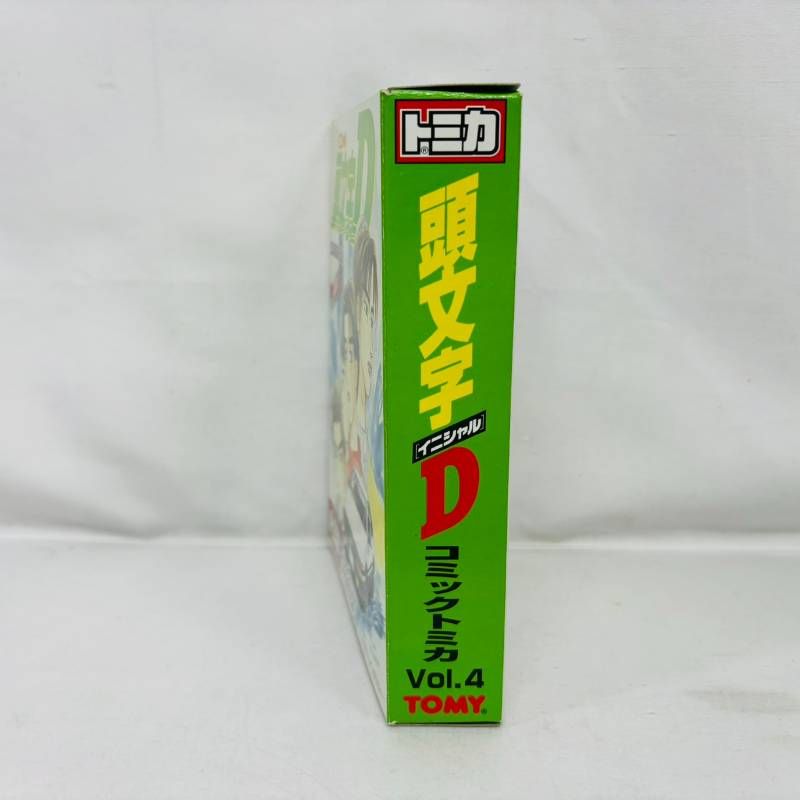 トミカ®
頭文字
[イニシャル]
D
コミックトミカ
Vol.4
TOMY®